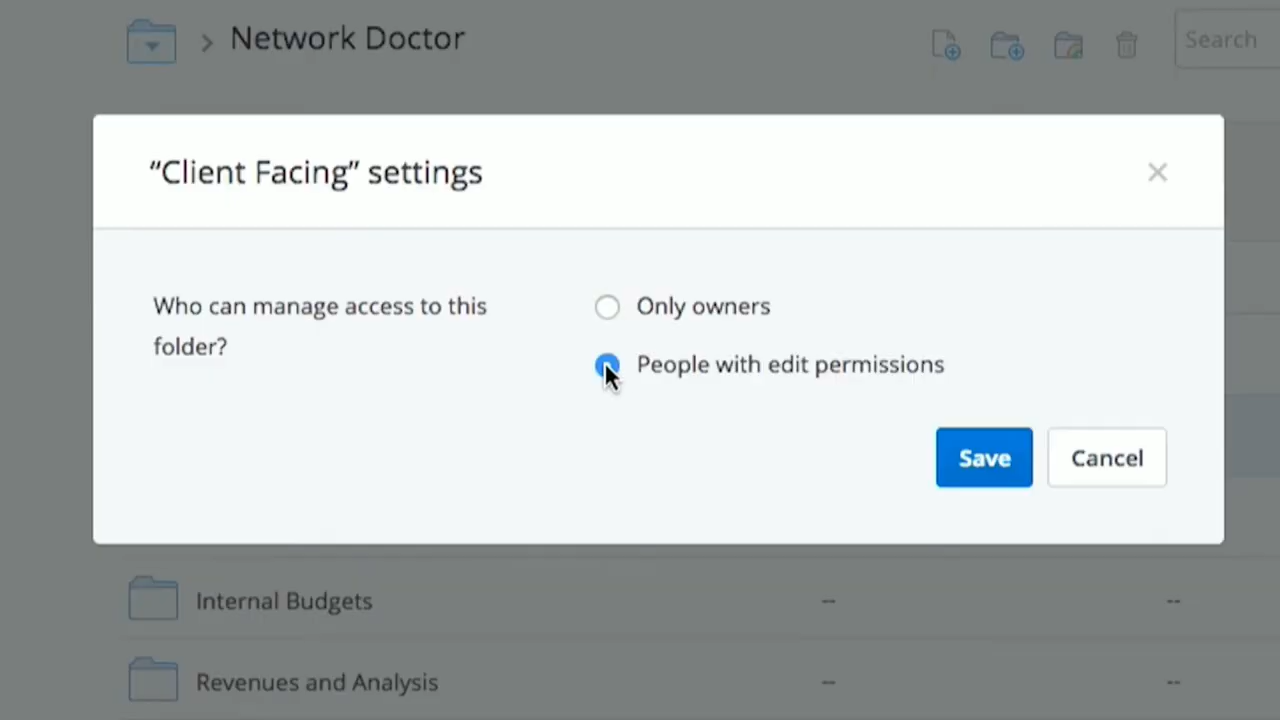 Network Doctor
Search
“Client Facing” settings
Who can manage access to this
folder?
Only owners
People with edit permissions
Save
Cancel
Internal Budgets -- --
Revenues and Analysis -- --